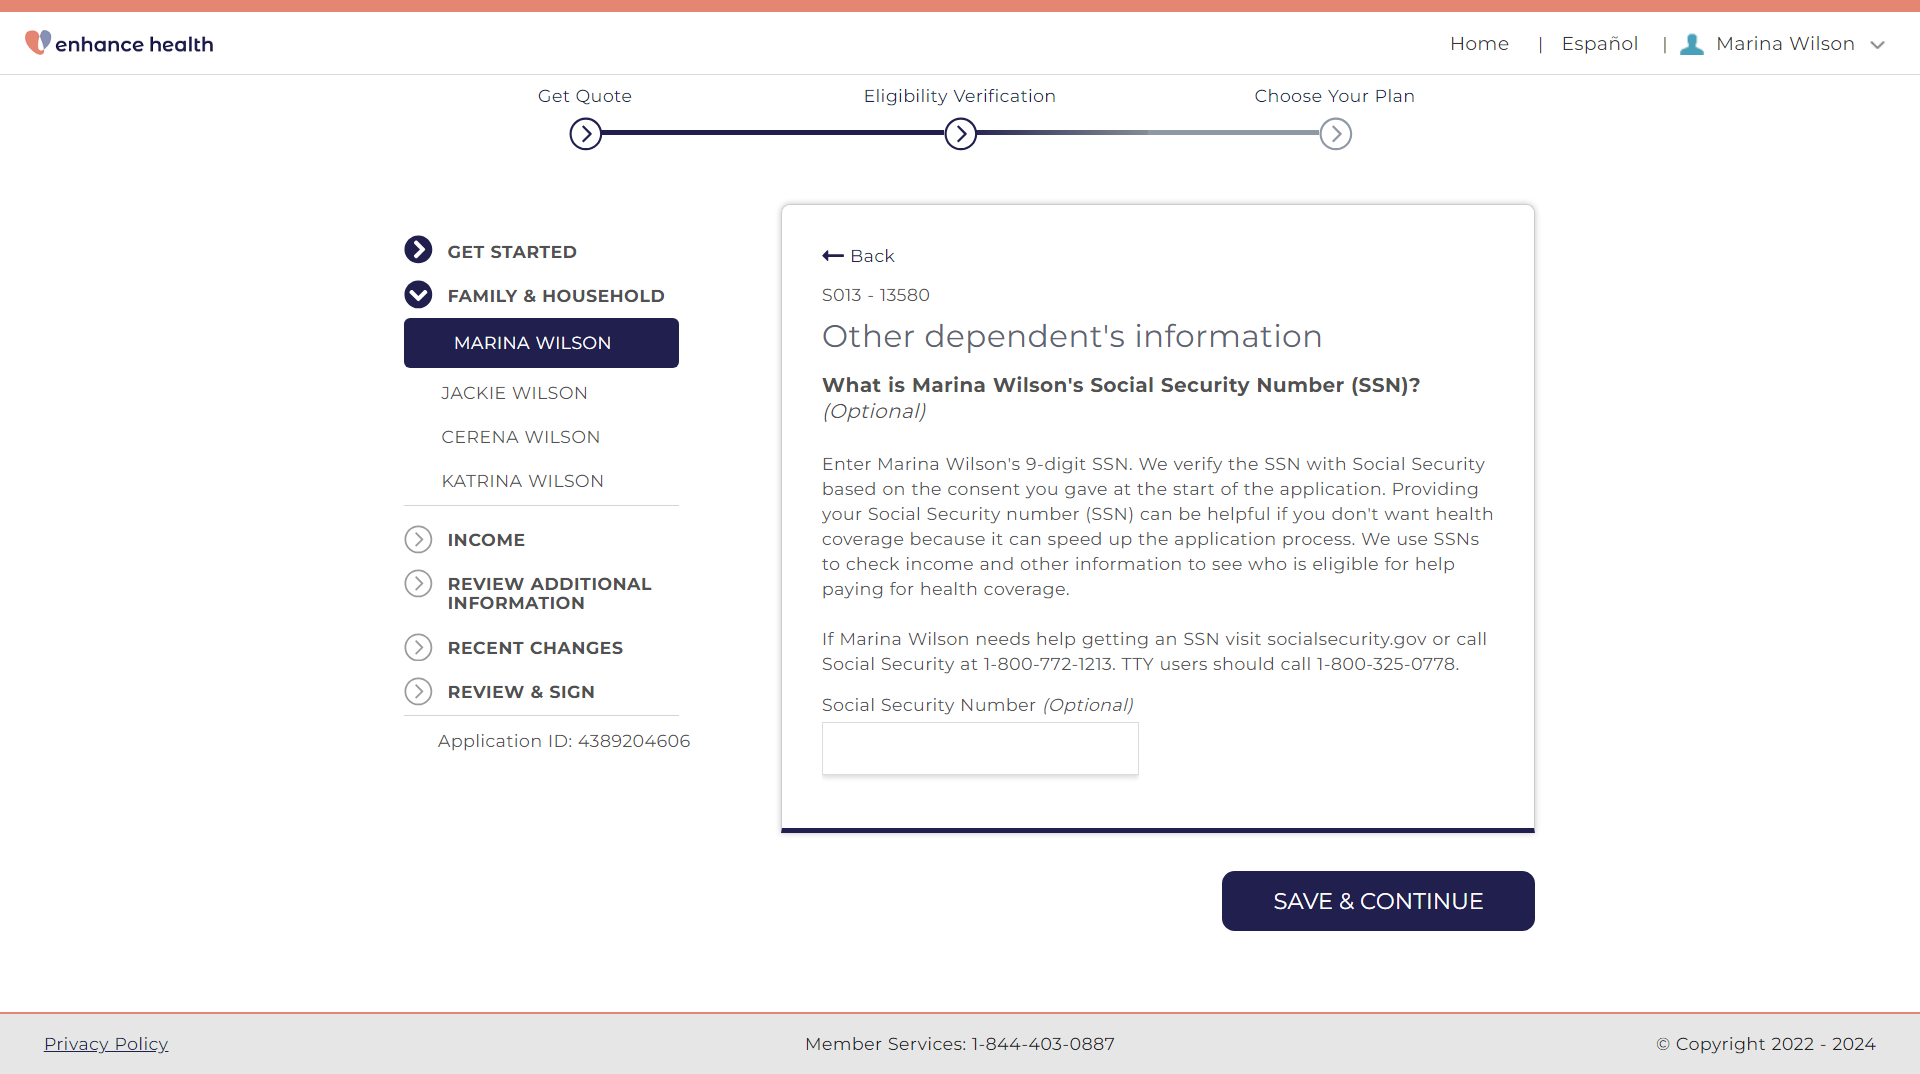 enhance health
Home | Español | Marina Wilson
Get Quote
Eligibility Verification
Choose Your Plan
GET STARTED
FAMILY & HOUSEHOLD
MARINA WILSON
JACKIE WILSON
CERENA WILSON
KATRINA WILSON
INCOME
REVIEW ADDITIONAL
INFORMATION
RECENT CHANGES
REVIEW & SIGN
Application ID: 4389204606
Back
S013 - 13580
Other dependent's information
What is Marina Wilson's Social Security Number (SSN)?
(Optional)
Enter Marina Wilson's 9-digit SSN. We verify the SSN with Social Security
based on the consent you gave at the start of the application. Providing
your Social Security number (SSN) can be helpful if you don't want health
coverage because it can speed up the application process. We use SSNs
to check income and other information to see who is eligible for help
paying for health coverage.
If Marina Wilson needs help getting an SSN visit socialsecurity.gov or call
Social Security at 1-800-772-1213. TTY users should call 1-800-325-0778.
Social Security Number (Optional)
SAVE & CONTINUE
Privacy Policy
Member Services: 1-844-403-0887
© Copyright 2022 - 2024